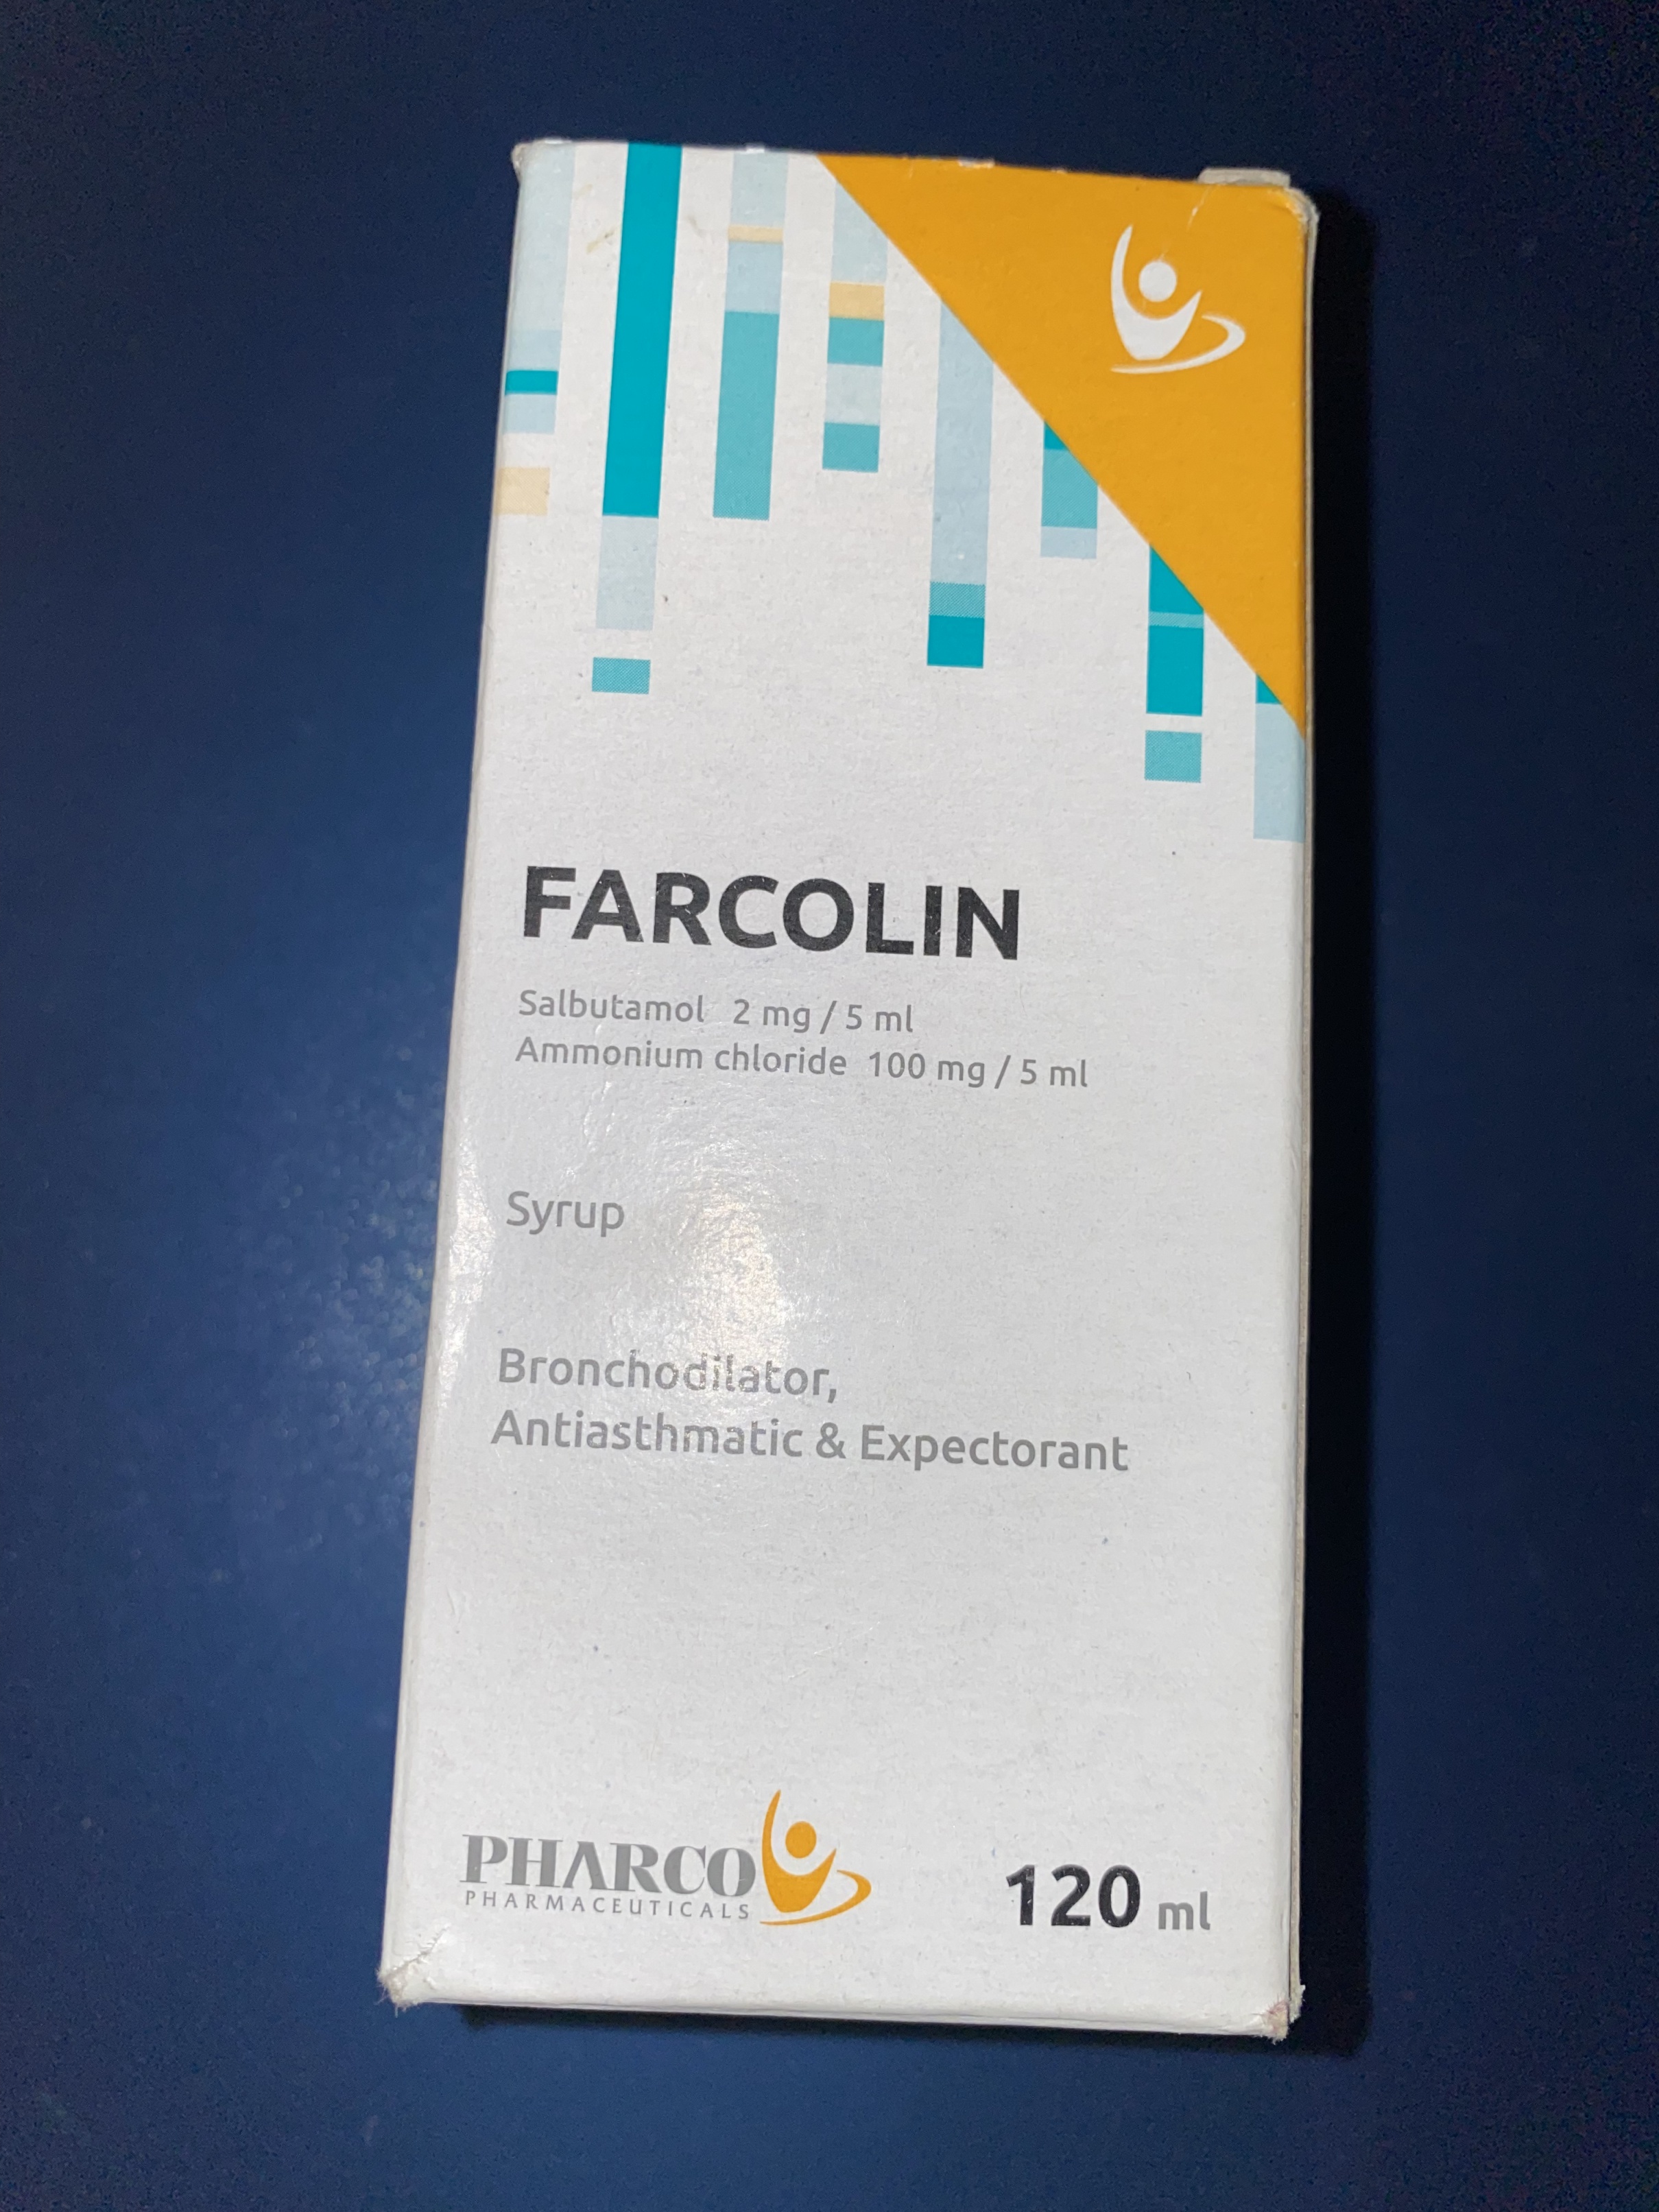 FARCOLIN
Salbutamol 2 mg / 5 ml
Ammonium chloride 100 mg / 5 ml
Syrup
Bronchodilator,
Antiasthmatic & Expectorant
PHARCO
PHARMACEUTICALS
120 ml